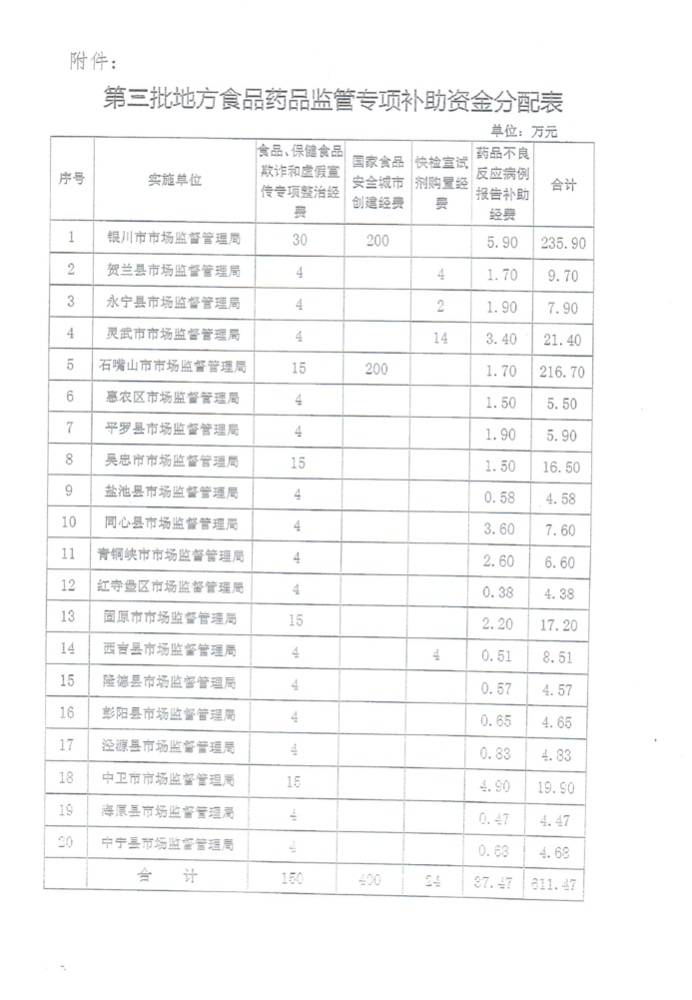 附件：
第三批地方食品药品监管专项补助资金分配表
单位：万元
序号 实施单位 食品、保健食品欺诈和虚假宣传专项整治经费 国家食品安全城市创建经费 快检室试剂购置经费 药品不良反应病例报告补助经费 合计
1 银川市市场监督管理局 30 200 5.90 235.90
2 贺兰县市场监督管理局 4 4 1.70 9.70
3 永宁县市场监督管理局 4 2 1.90 7.90
4 灵武市市场监督管理局 4 14 3.40 21.40
5 石嘴山市市场监督管理局 15 200 1.70 216.70
6 惠农区市场监督管理局 4 1.50 5.50
7 平罗县市场监督管理局 4 1.90 5.90
8 吴忠市市场监督管理局 15 1.50 16.50
9 盐池县市场监督管理局 4 0.58 4.58
10 同心县市场监督管理局 4 3.60 7.60
11 青铜峡市市场监督管理局 4 2.60 6.60
12 红寺堡区市场监督管理局 4 0.38 4.38
13 固原市市场监督管理局 15 2.20 17.20
14 西吉县市场监督管理局 4 4 0.51 8.51
15 隆德县市场监督管理局 4 0.57 4.57
16 彭阳县市场监督管理局 4 0.65 4.65
17 泾源县市场监督管理局 4 0.83 4.83
18 中卫市市场监督管理局 15 4.90 19.90
19 海原县市场监督管理局 4 0.47 4.47
20 中宁县市场监督管理局 4 0.68 4.68
合 计 150 400 24 37.47 611.47